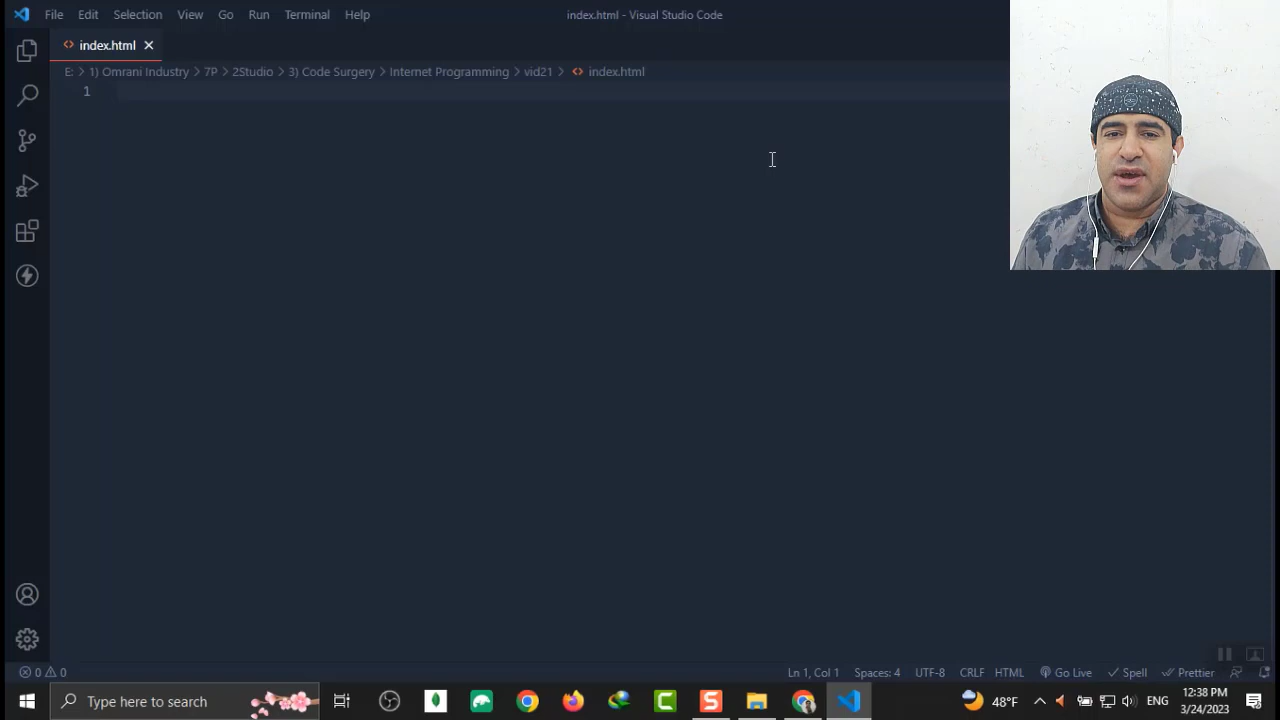 File Edit Selection View Go Run Terminal Help index.html - Visual Studio Code
index.html
E: > 1) Omrani Industry > 7P > 2Studio > 3) Code Surgery > Internet Programming > vid21 > index.html
1
0 0 Ln 1, Col 1 Spaces: 4 UTF-8 CRLF HTML Go Live Spell Prettier
Type here to search 48°F ENG 12:38 PM
3/24/2023